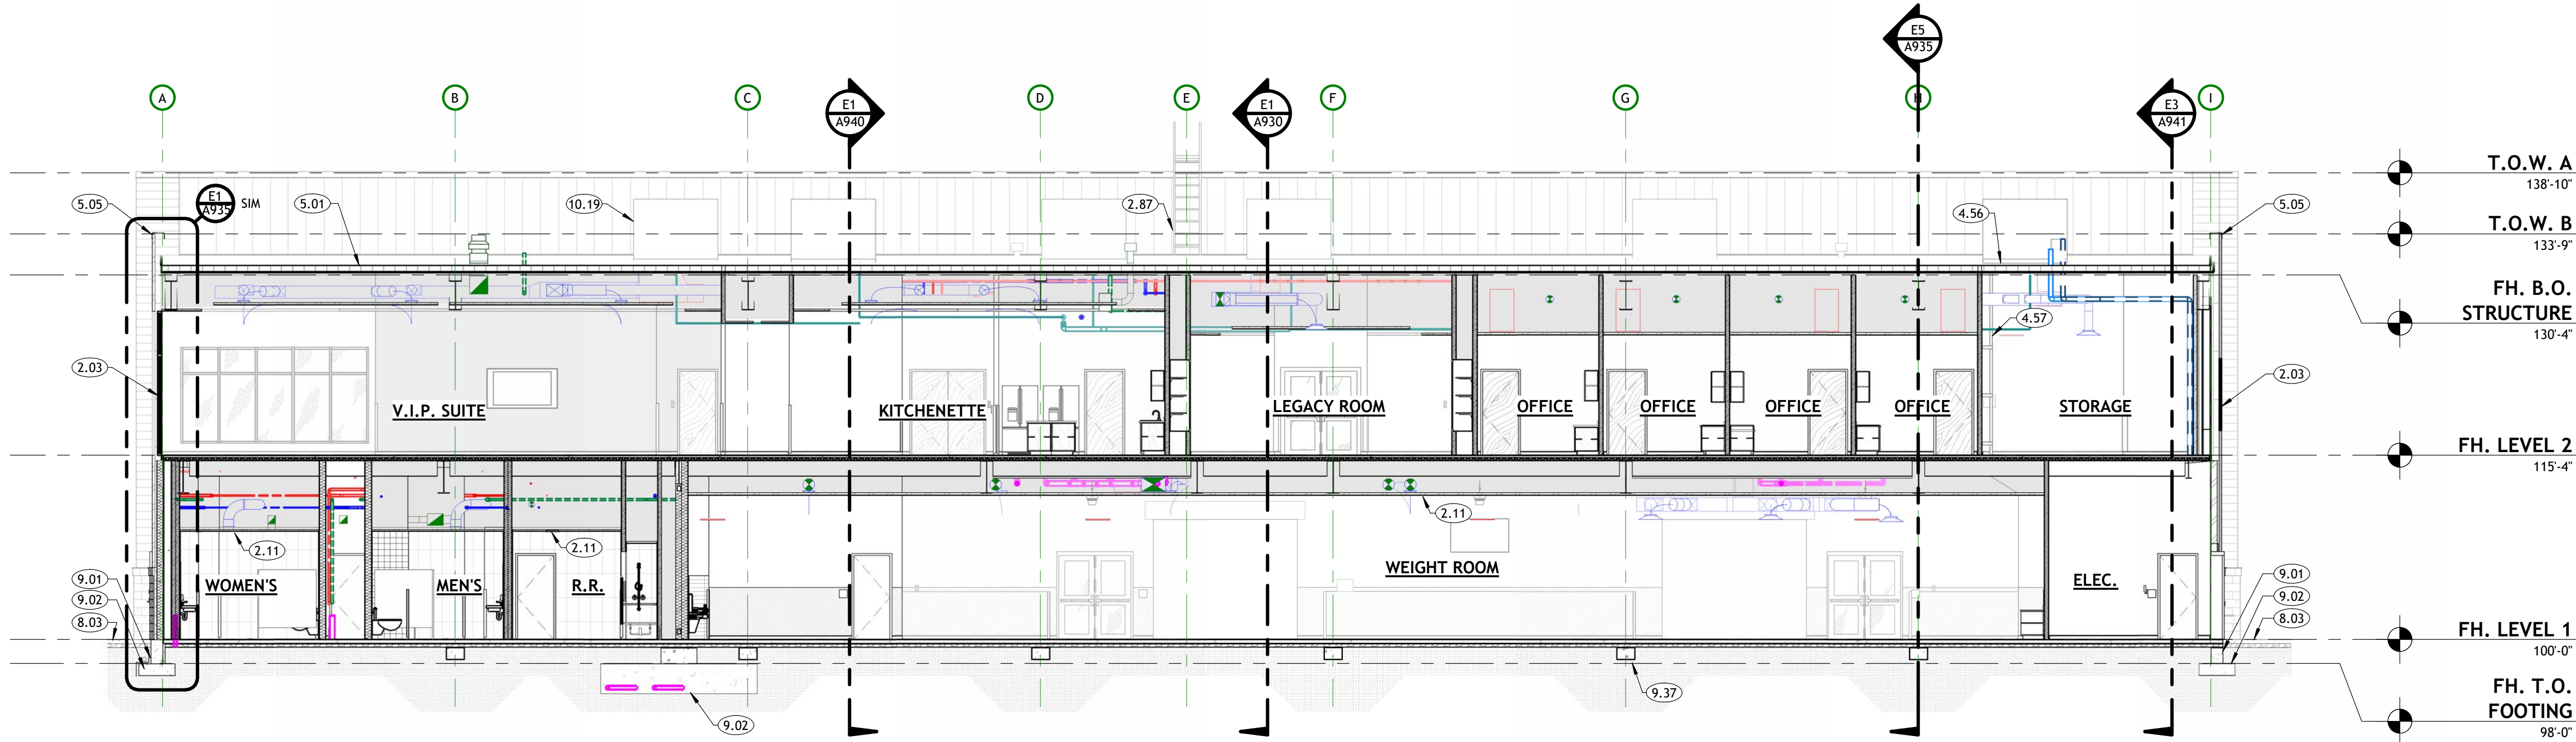 E5
A935
A
B
C
E1
A940
D
E
E1
A930
F
G
H
E3
A941
I
T.O.W. A
138'-10"
5.05
E1
A935
SIM
5.01
10.19
2.87
4.56
5.05
T.O.W. B
133'-9"
FH. B.O.
STRUCTURE
130'-4"
4.57
2.03
2.03
V.I.P. SUITE
KITCHENETTE
LEGACY ROOM
OFFICE
OFFICE
OFFICE
OFFICE
STORAGE
FH. LEVEL 2
115'-4"
2.11
2.11
2.11
WOMEN'S
MEN'S
R.R.
WEIGHT ROOM
ELEC.
9.01
9.02
8.03
9.01
9.02
8.03
FH. LEVEL 1
100'-0"
9.02
9.37
FH. T.O.
FOOTING
98'-0"